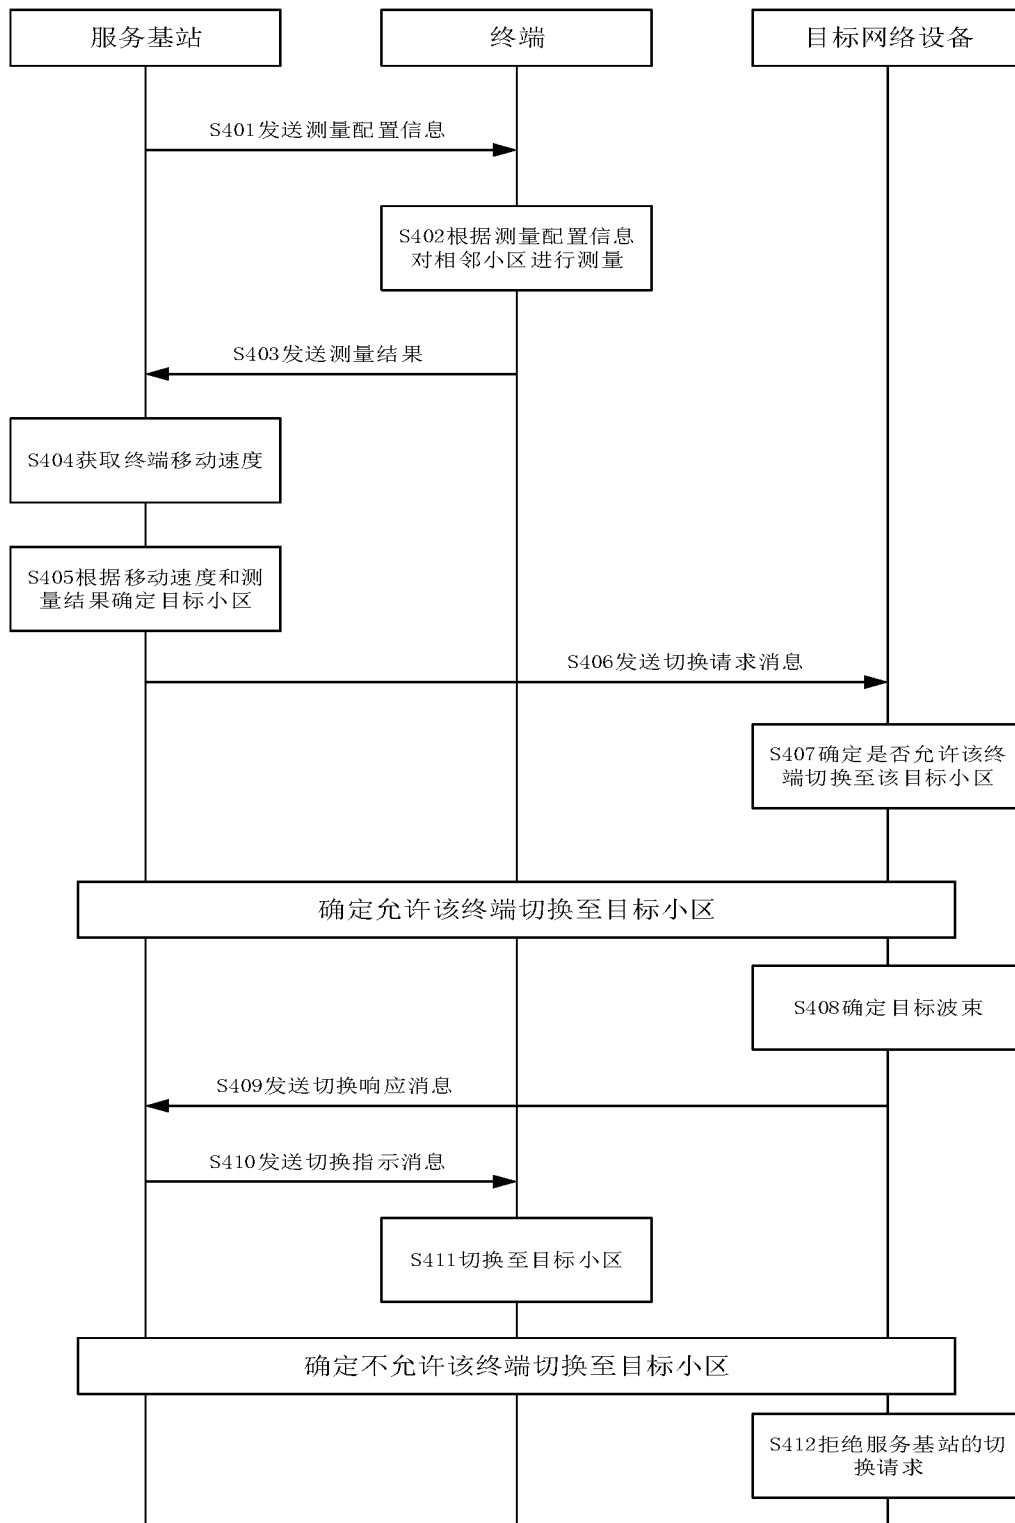 服务基站
终端
目标网络设备
S401发送测量配置信息
S402根据测量配置信息
对相邻小区进行测量
S403发送测量结果
S404获取终端移动速度
S405根据移动速度和测
量结果确定目标小区
S406发送切换请求消息
S407确定是否允许该终
端切换至该目标小区
确定允许该终端切换至目标小区
S408确定目标波束
S409发送切换响应消息
S410发送切换指示消息
S411切换至目标小区
确定不允许该终端切换至目标小区
S412拒绝服务基站的切
换请求